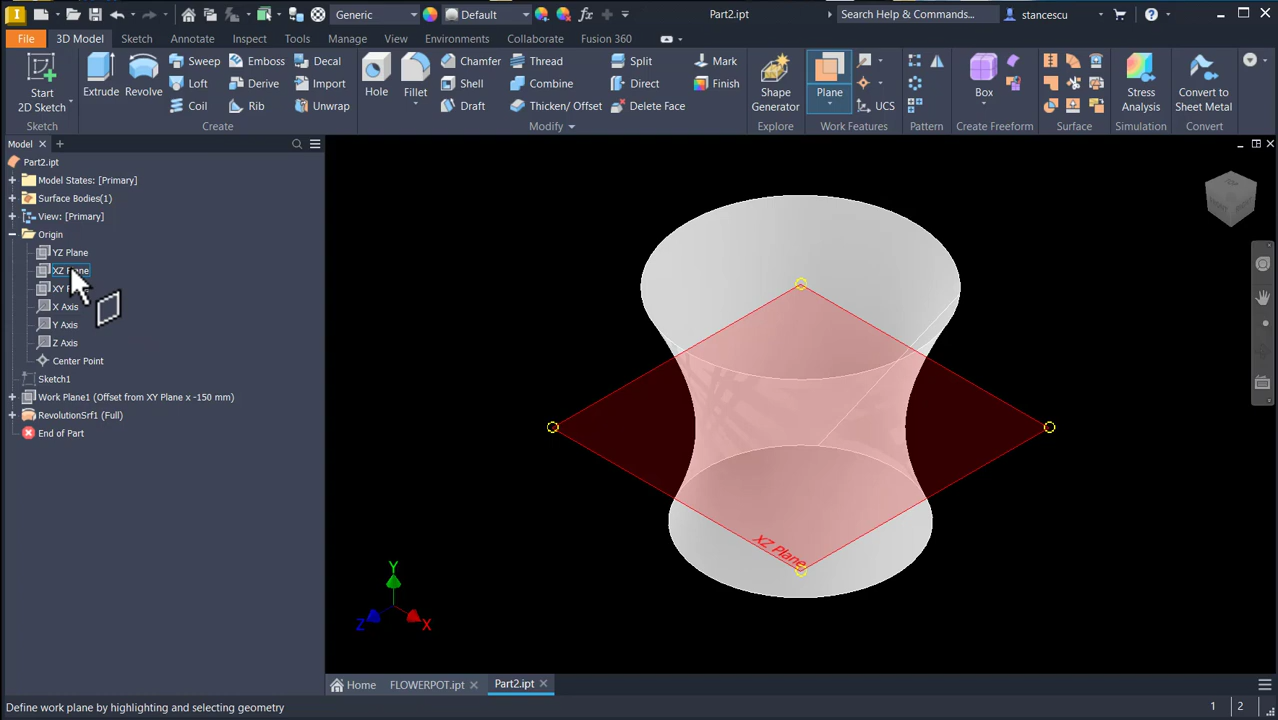 Generic
Default
Part2.ipt
Search Help & Commands...
stancescu
File
3D Model
Sketch
Annotate
Inspect
Tools
Manage
View
Environments
Collaborate
Fusion 360
Start
2D Sketch
Extrude
Revolve
Sweep
Loft
Coil
Emboss
Derive
Rib
Decal
Import
Unwrap
Hole
Fillet
Chamfer
Shell
Draft
Thread
Combine
Thicken/ Offset
Split
Direct
Delete Face
Mark
Finish
Shape
Generator
Plane
UCS
Box
Stress
Analysis
Convert to
Sheet Metal
Sketch
Create
Modify
Explore
Work Features
Pattern
Create Freeform
Surface
Simulation
Convert
Model
Part2.ipt
Model States: [Primary]
Surface Bodies(1)
View: [Primary]
Origin
YZ Plane
XZ Plane
XY
X Axis
Y Axis
Z Axis
Center Point
Sketch1
Work Plane1 (Offset from XY Plane x -150 mm)
RevolutionSrf1 (Full)
End of Part
XZ Plane
Y
Z
X
Home
FLOWERPOT.ipt
Part2.ipt
Define work plane by highlighting and selecting geometry
1
2